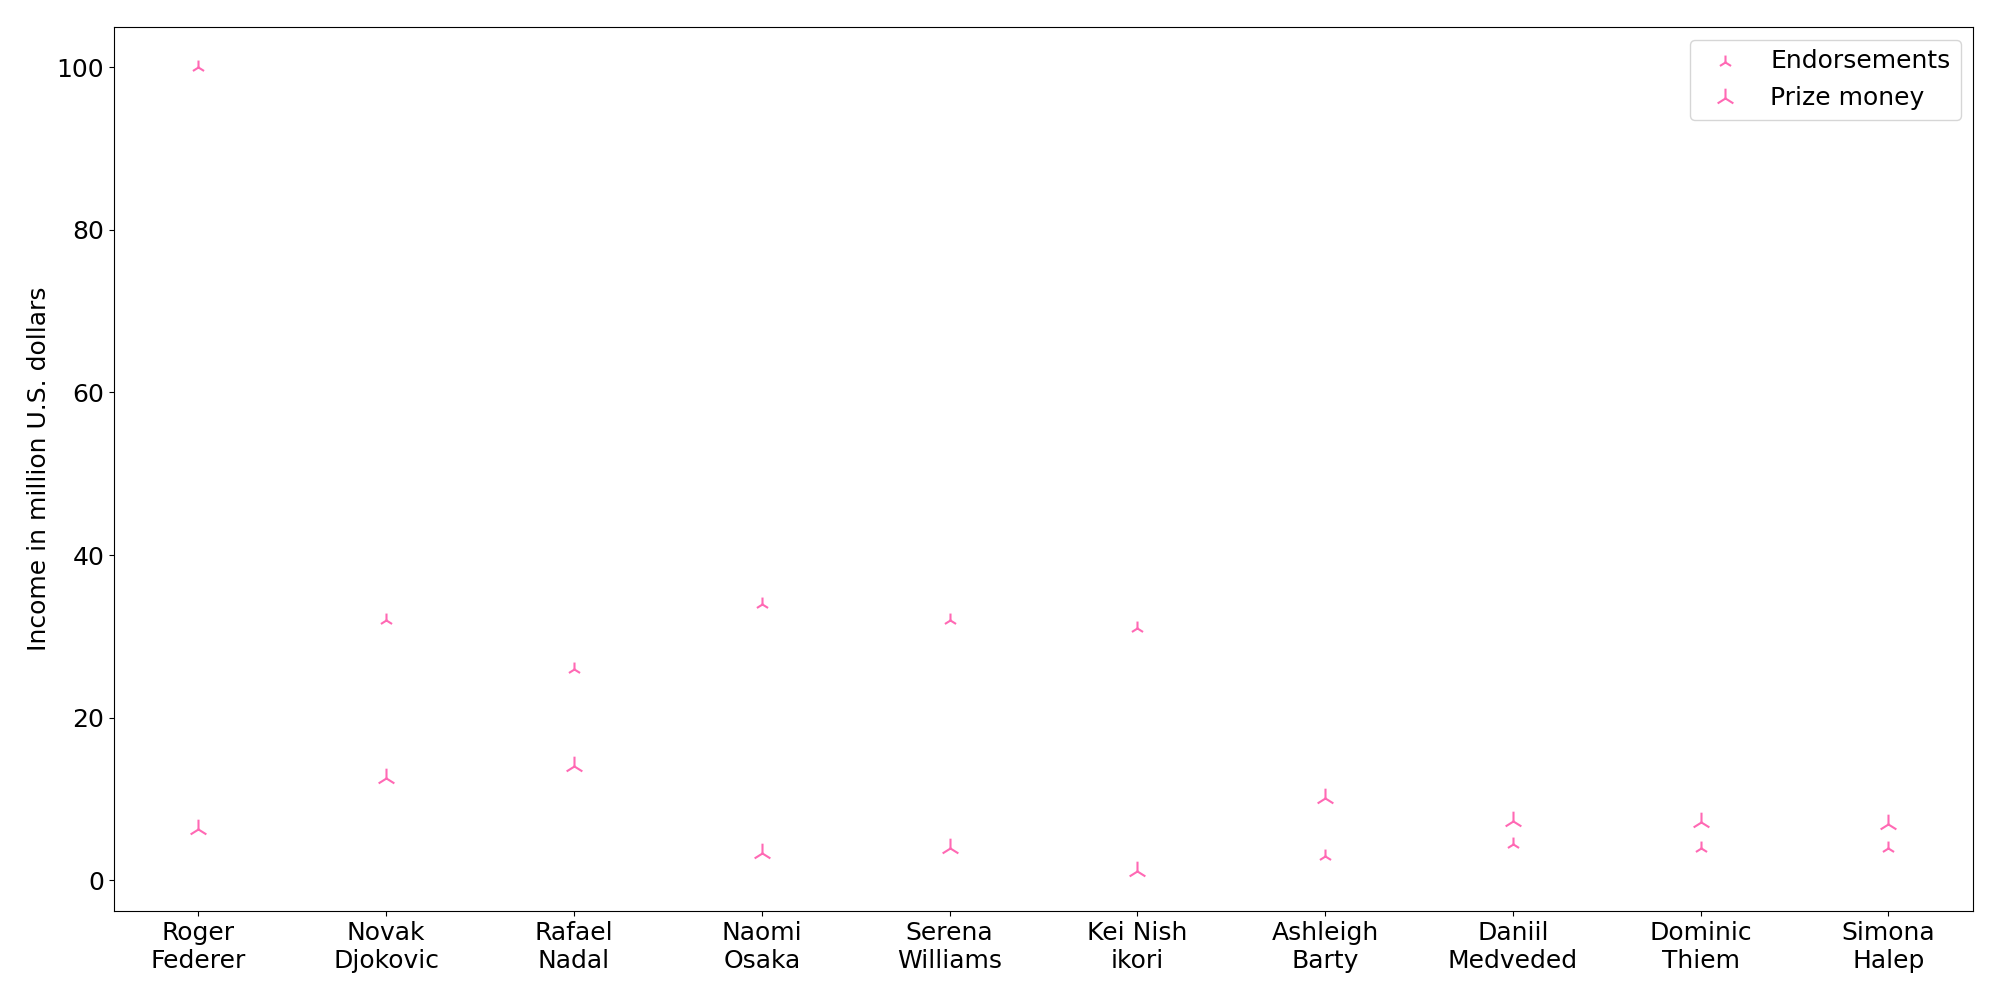 Endorsements
Prize money
Income in million U.S. dollars
100
80
60
40
20
0
Roger
Federer
Novak
Djokovic
Rafael
Nadal
Naomi
Osaka
Serena
Williams
Kei Nish
ikori
Ashleigh
Barty
Daniil
Medveded
Dominic
Thiem
Simona
Halep